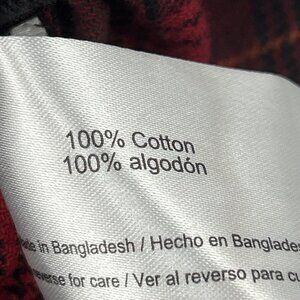 100% Cotton
100% algodón
in Bangladesh / Hecho en
for care / Ver al reverso para